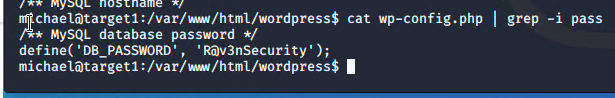 /** MySQL hostname */
michael@target1:/var/www/html/wordpress$ cat wp-config.php | grep -i pass
/** MySQL database password */
define('DB_PASSWORD', 'R@v3nSecurity');
michael@target1:/var/www/html/wordpress$